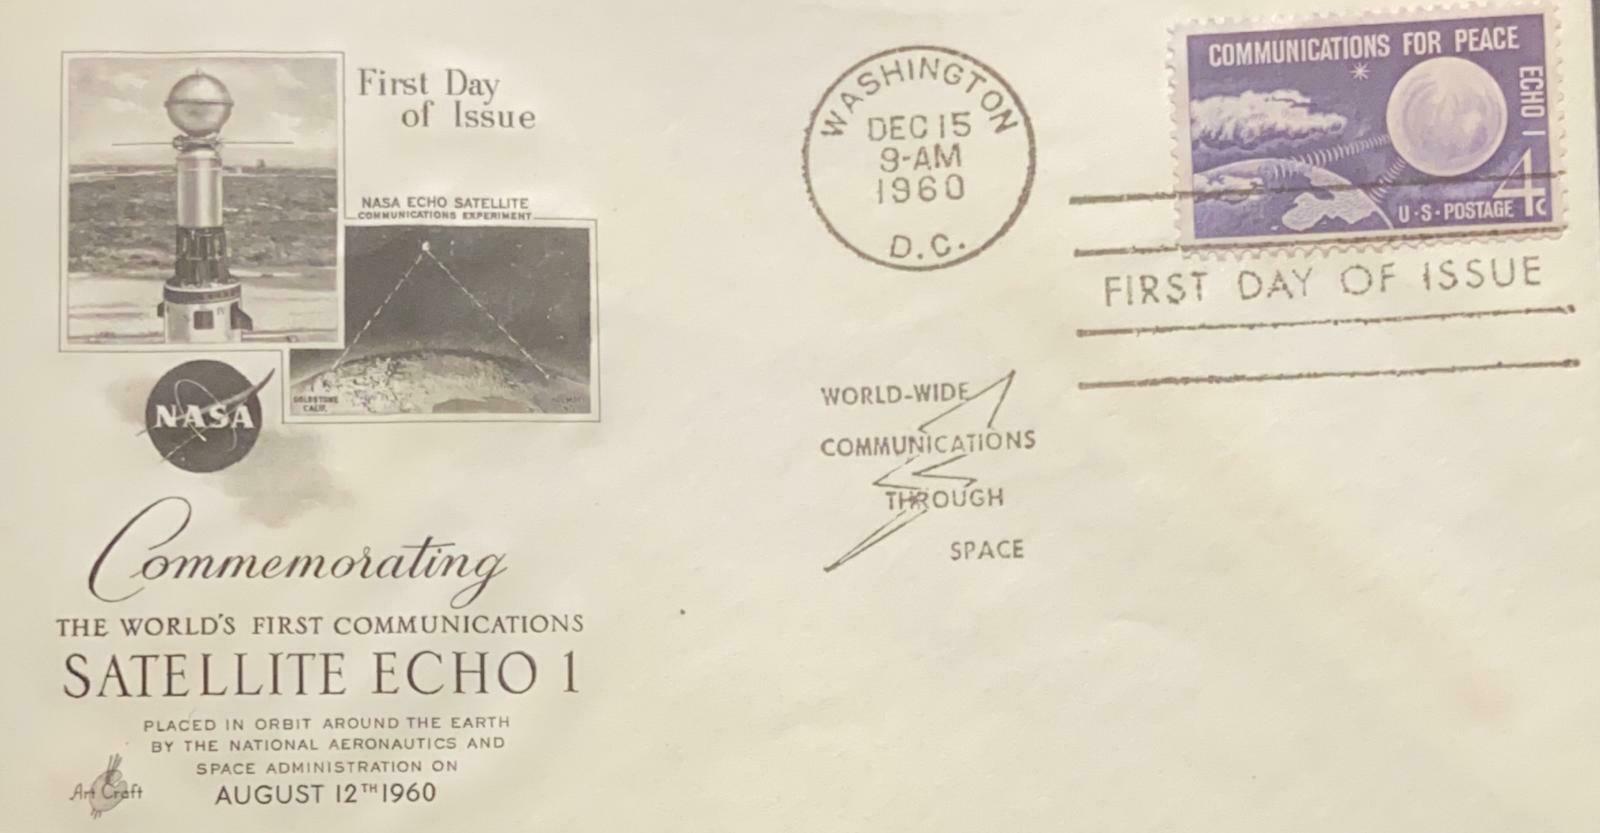 First Day
of Issue
NASA ECHO SATELLITE
COMMUNICATIONS EXPERIMENT
GOLDSTONE
CALIF.
NASA
Commemorating
THE WORLD'S FIRST COMMUNICATIONS
SATELLITE ECHO 1
PLACED IN ORBIT AROUND THE EARTH
BY THE NATIONAL AERONAUTICS AND
SPACE ADMINISTRATION ON
AUGUST 12TH 1960
Art Craft
WASHINGTON
DEC 15
9-AM
1960
D.C.
COMMUNICATIONS FOR PEACE
ECHO I
U·S·POSTAGE 4c
FIRST DAY OF ISSUE
WORLD-WIDE
COMMUNICATIONS
THROUGH
SPACE